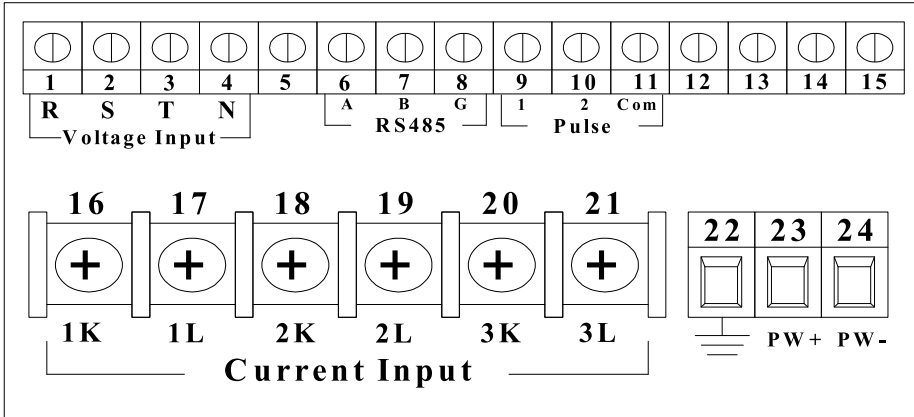 1 2 3 4 5 6 7 8 9 10 11 12 13 14 15
R S T N A B G 1 2 Com
Voltage Input RS485 Pulse
16 17 18 19 20 21 22 23 24
1K 1L 2K 2L 3K 3L PW+ PW-
Current Input